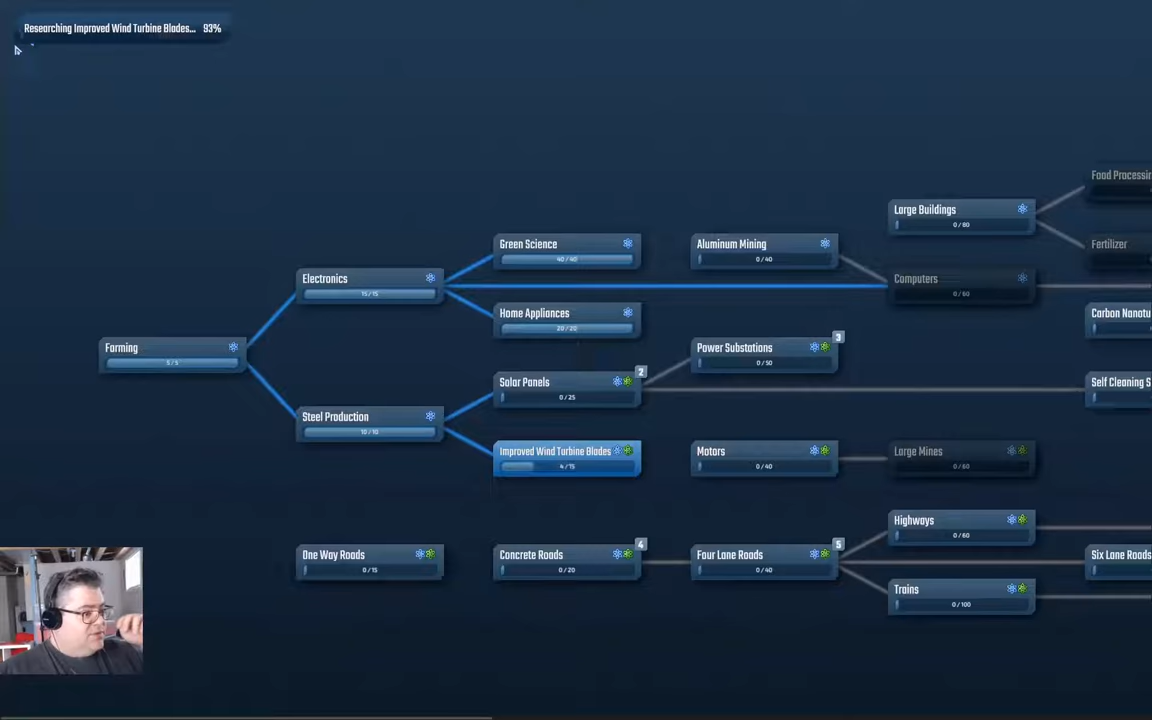 Researching Improved Wind Turbine Blades... 93%
Food Processin
Large Buildings
0/60
Green Science
40/40
Aluminum Mining
0/40
Fertilizer
Electronics
15/15
Computers
0/60
Home Appliances
20/20
Carbon Nanotu
Farming
5/5
Power Substations
3
0/50
Solar Panels
2
0/25
Self Cleaning S
Steel Production
10/10
Improved Wind Turbine Blades
4/15
Motors
0/40
Large Mines
0/60
Highways
0/60
One Way Roads
0/15
Concrete Roads
4
0/20
Four Lane Roads
5
0/40
Six Lane Roads
Trains
0/100